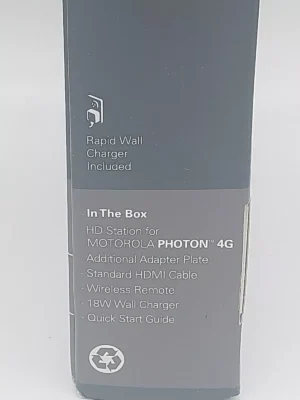 Rapid Wall
Charger
Included
In The Box
HD Station for
MOTOROLA PHOTON™ 4G
Additional Adapter Plate
Standard HDMI Cable
· Wireless Remote
· 18W Wall Charger
· Quick Start Guide